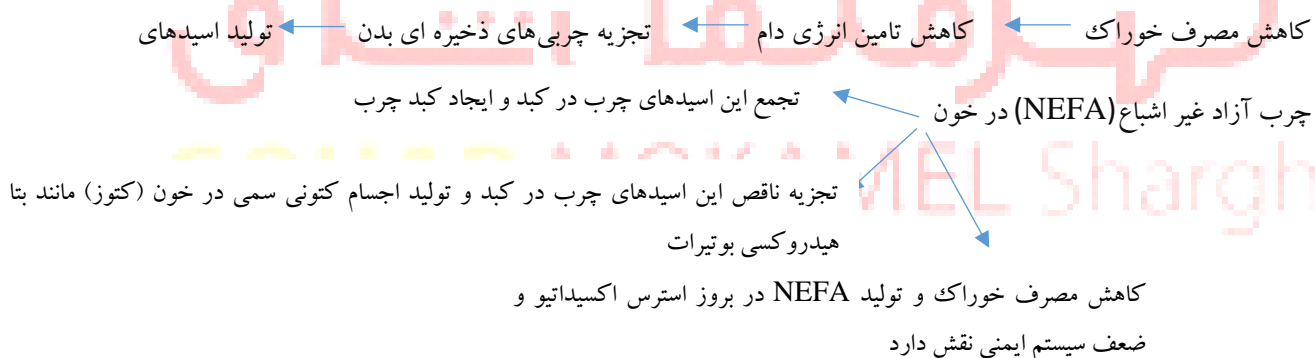 کاهش مصرف خوراک کاهش تامین انرژی دام تجزیه چربی‌های ذخیره ای بدن تولید اسیدهای
چرب آزاد غیر اشباع(NEFA) در خون
تجمع این اسیدهای چرب در کبد و ایجاد کبد چرب
تجزیه ناقص این اسیدهای چرب در کبد و تولید اجسام کتونی سمی در خون (کتوز) مانند بتا
هیدروکسی بوتیرات
کاهش مصرف خوراک و تولید NEFA در بروز استرس اکسیداتیو و
ضعف سیستم ایمنی نقش دارد
MEL Shargh